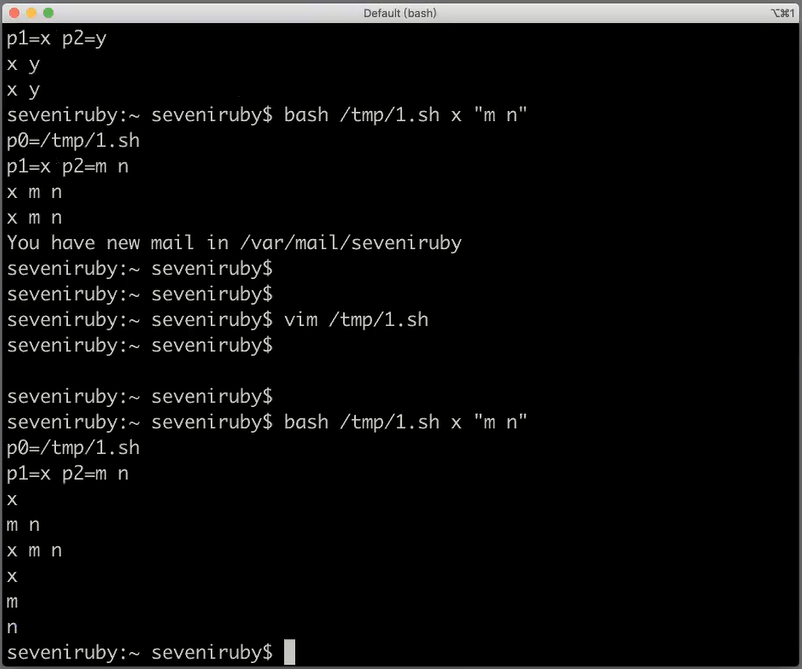 Default (bash)
⌥⌘1
p1=x p2=y
x y
x y
seveniruby:~ seveniruby$ bash /tmp/1.sh x "m n"
p0=/tmp/1.sh
p1=x p2=m n
x m n
x m n
You have new mail in /var/mail/seveniruby
seveniruby:~ seveniruby$
seveniruby:~ seveniruby$
seveniruby:~ seveniruby$ vim /tmp/1.sh
seveniruby:~ seveniruby$
seveniruby:~ seveniruby$
seveniruby:~ seveniruby$ bash /tmp/1.sh x "m n"
p0=/tmp/1.sh
p1=x p2=m n
x
m n
x m n
x
m
n
seveniruby:~ seveniruby$